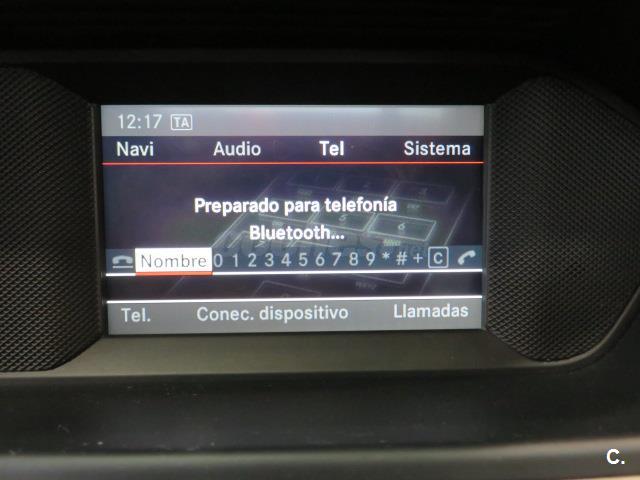 12:17 TA
Navi Audio Tel Sistema
Preparado para telefonía
Bluetooth...
Nombre 0 1 2 3 4 5 6 7 8 9 * # + C
Tel. Conec. dispositivo Llamadas
C.